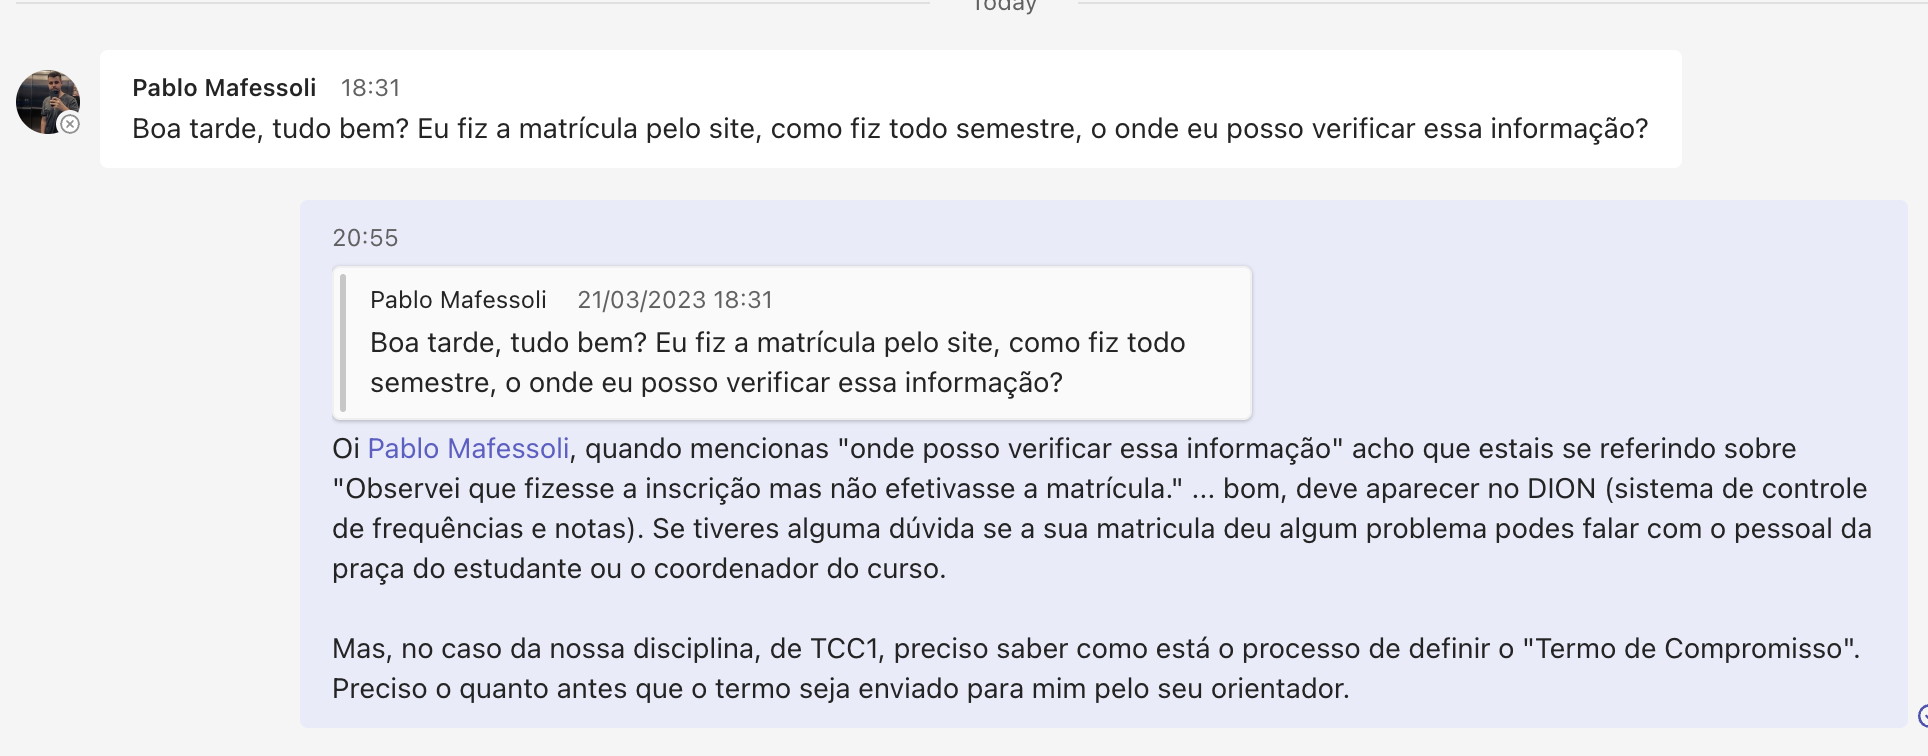 Today
Pablo Mafessoli 18:31
Boa tarde, tudo bem? Eu fiz a matrícula pelo site, como fiz todo semestre, o onde eu posso verificar essa informação?
20:55
Pablo Mafessoli 21/03/2023 18:31
Boa tarde, tudo bem? Eu fiz a matrícula pelo site, como fiz todo
semestre, o onde eu posso verificar essa informação?
Oi Pablo Mafessoli, quando mencionas "onde posso verificar essa informação" acho que estais se referindo sobre
"Observei que fizesse a inscrição mas não efetivasse a matrícula." ... bom, deve aparecer no DION (sistema de controle
de frequências e notas). Se tiveres alguma dúvida se a sua matricula deu algum problema podes falar com o pessoal da
praça do estudante ou o coordenador do curso.
Mas, no caso da nossa disciplina, de TCC1, preciso saber como está o processo de definir o "Termo de Compromisso".
Preciso o quanto antes que o termo seja enviado para mim pelo seu orientador.